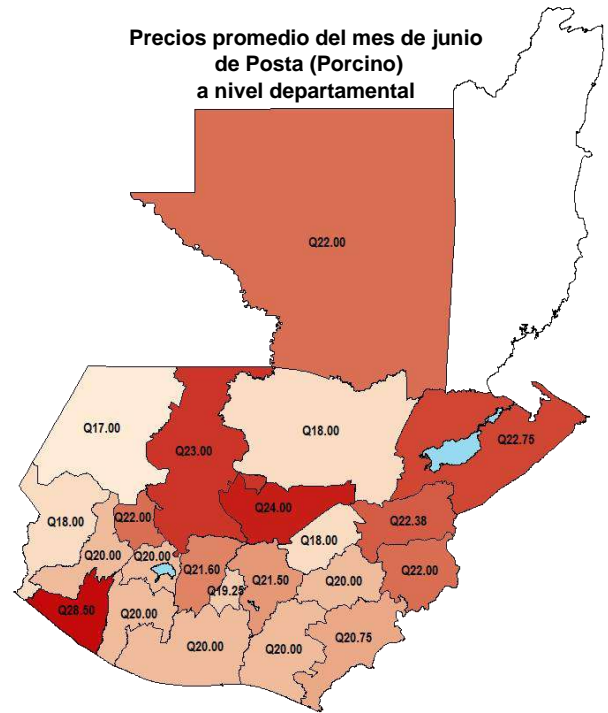 Precios promedio del mes de junio
de Posta (Porcino)
a nivel departamental
Q22.00
Q17.00
Q23.00
Q18.00
Q22.75
Q18.00
Q22.00
Q24.00
Q22.38
Q20.00
Q20.00
Q18.00
Q21.60
Q21.50
Q20.00
Q22.00
Q19.25
Q28.50
Q20.00
Q20.00
Q20.00
Q20.75